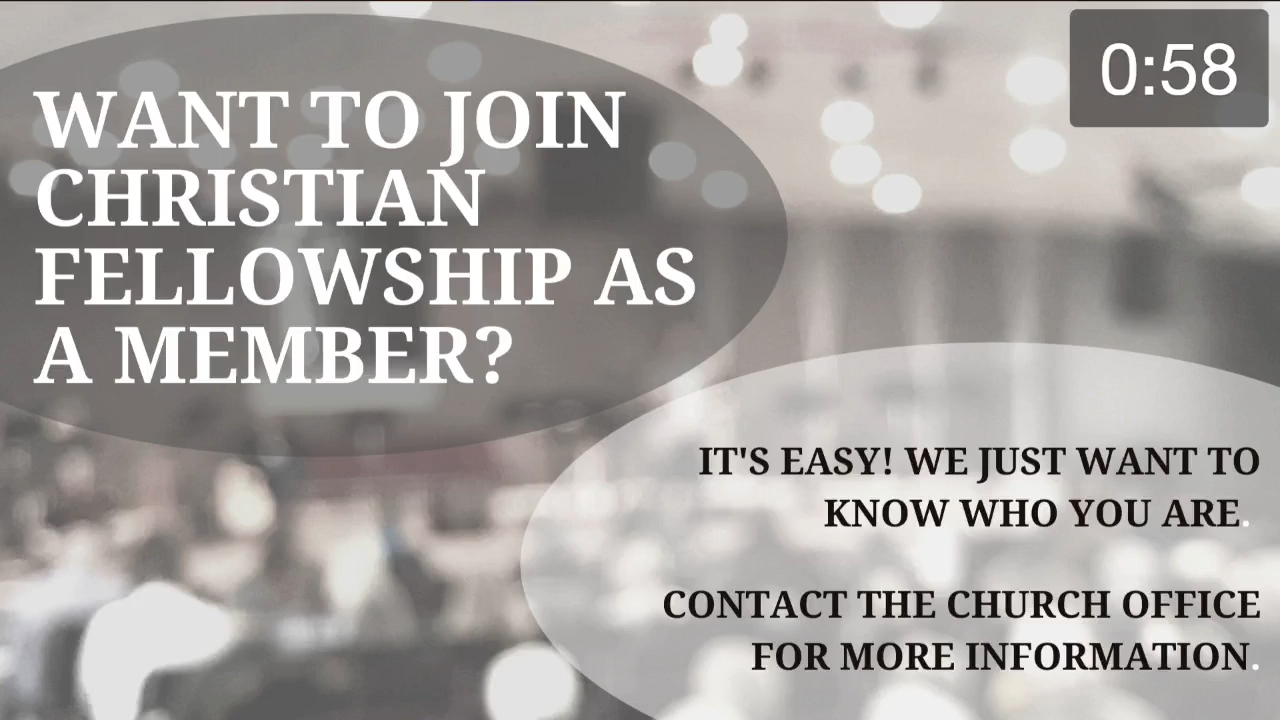 WANT TO JOIN
CHRISTIAN
FELLOWSHIP AS
A MEMBER?
0:58
IT'S EASY! WE JUST WANT TO
KNOW WHO YOU ARE.
CONTACT THE CHURCH OFFICE
FOR MORE INFORMATION.